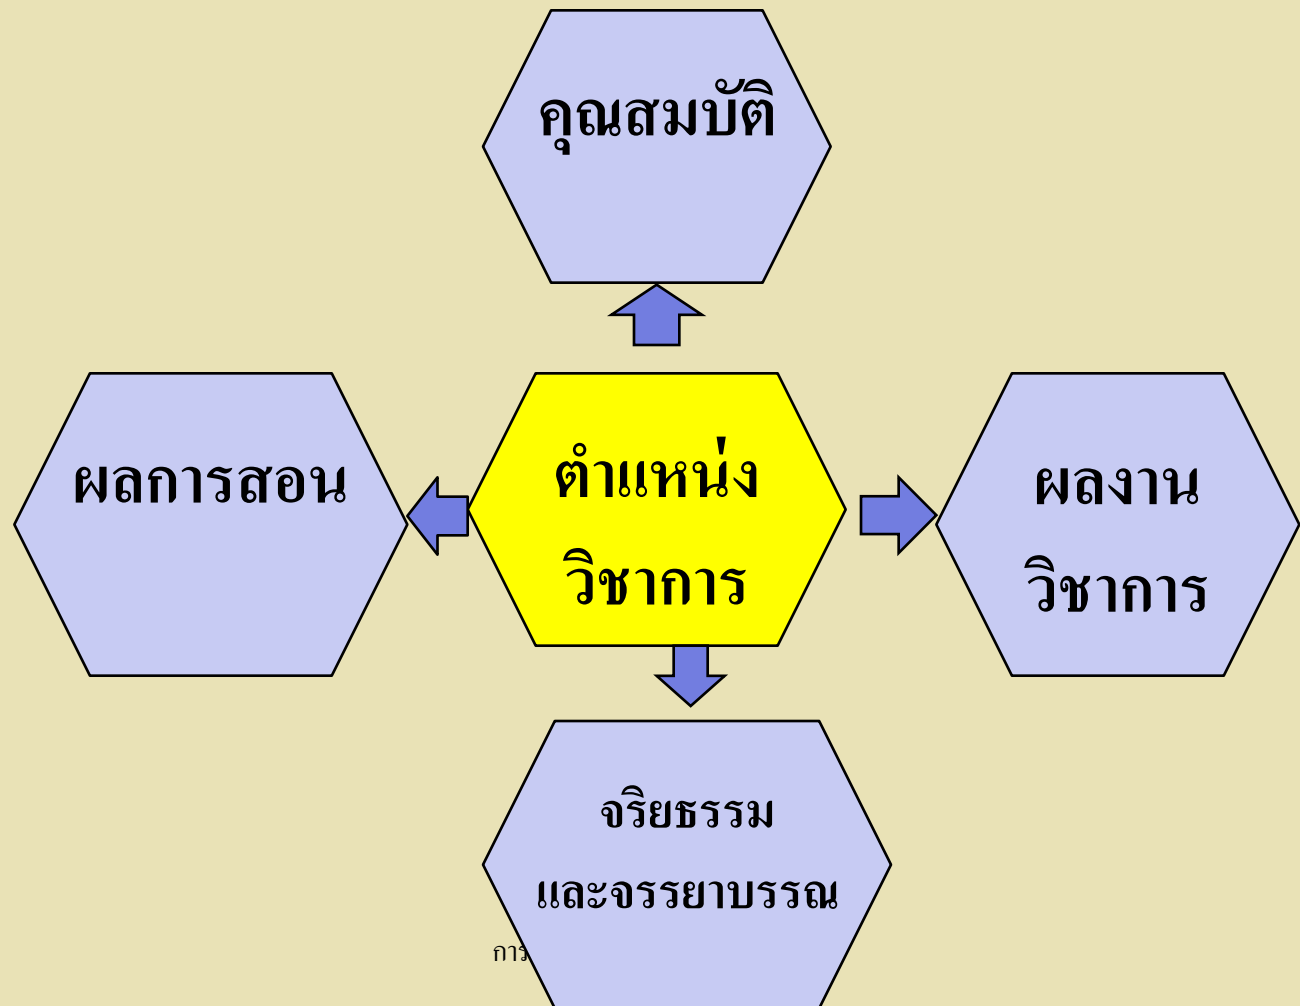 คุณสมบัติ
ผลการสอน
ตำแหน่ง
วิชาการ
ผลงาน
วิชาการ
จริยธรรม
และจรรยาบรรณ
การ